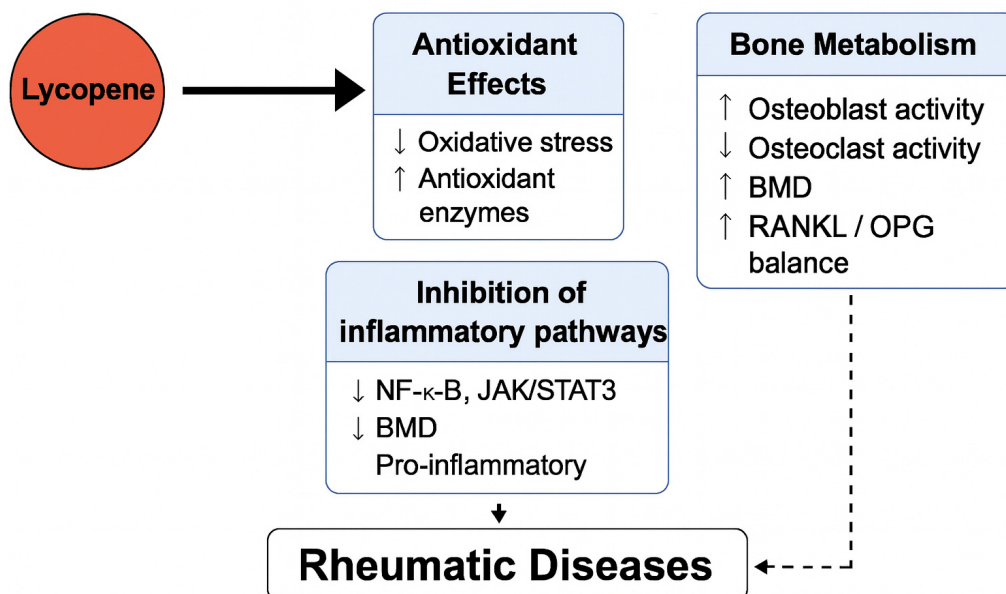 Lycopene
Antioxidant
Effects
↓ Oxidative stress
↑ Antioxidant
enzymes
Bone Metabolism
↑ Osteoblast activity
↓ Osteoclast activity
↑ BMD
↑ RANKL / OPG
balance
Inhibition of
inflammatory pathways
↓ NF-κ-B, JAK/STAT3
↓ BMD
Pro-inflammatory
Rheumatic Diseases